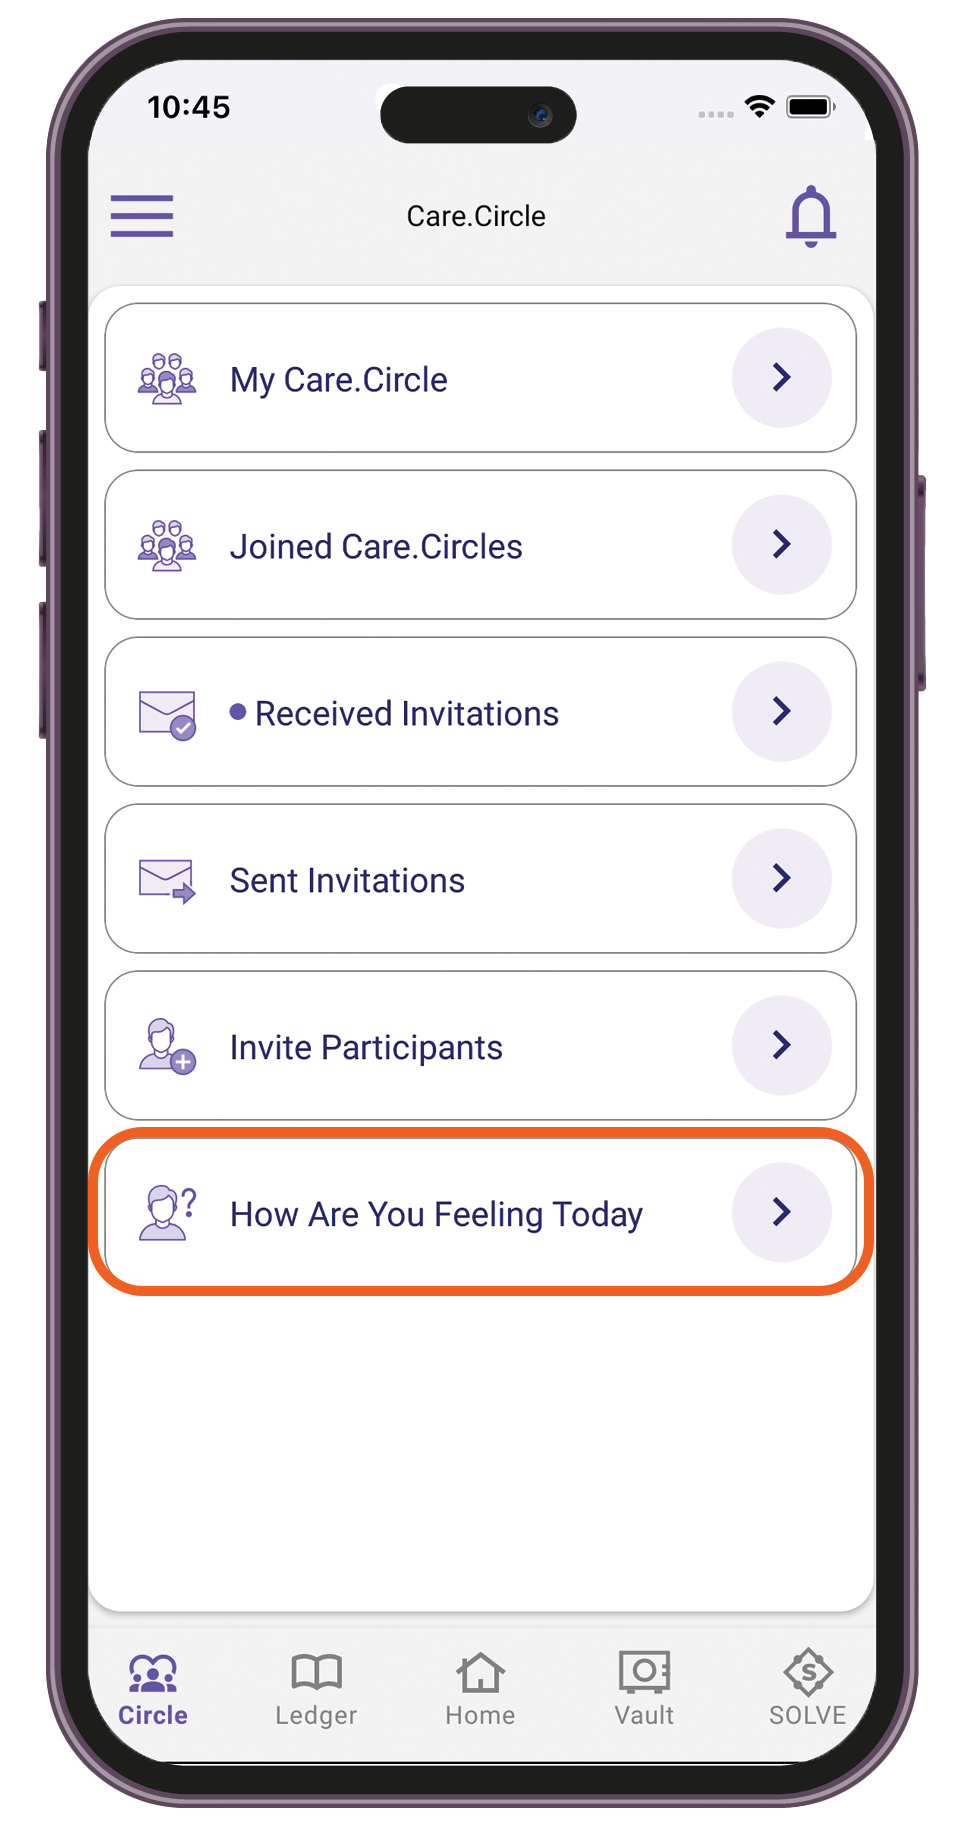 10:45
Care.Circle
My Care.Circle
Joined Care.Circles
• Received Invitations
Sent Invitations
Invite Participants
?
How Are You Feeling Today
S
Circle
Ledger
Home
Vault
SOLVE